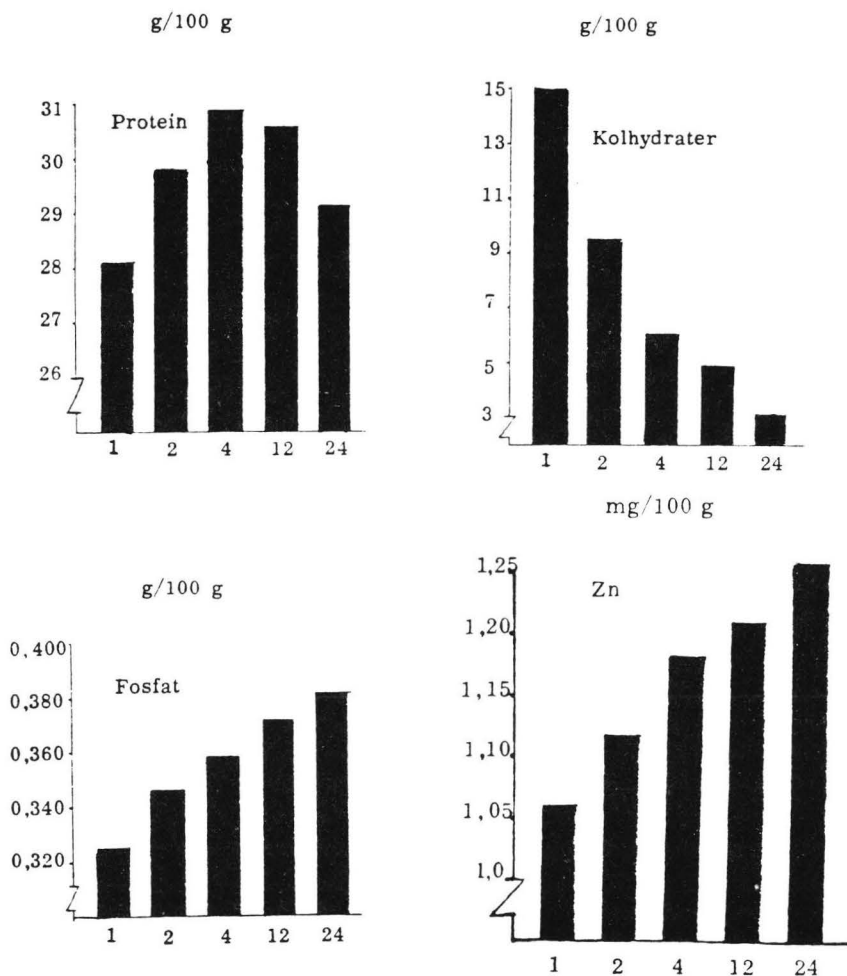 g/100 g
31
Protein
30
29
28
27
26
1 2 4 12 24
g/100 g
15
13
Kolhydrater
11
9
7
5
3
1 2 4 12 24
g/100 g
0,400
Fosfat
0,380
0,360
0,340
0,320
1 2 4 12 24
mg/100 g
1,25
Zn
1,20
1,15
1,10
1,05
1,0
1 2 4 12 24